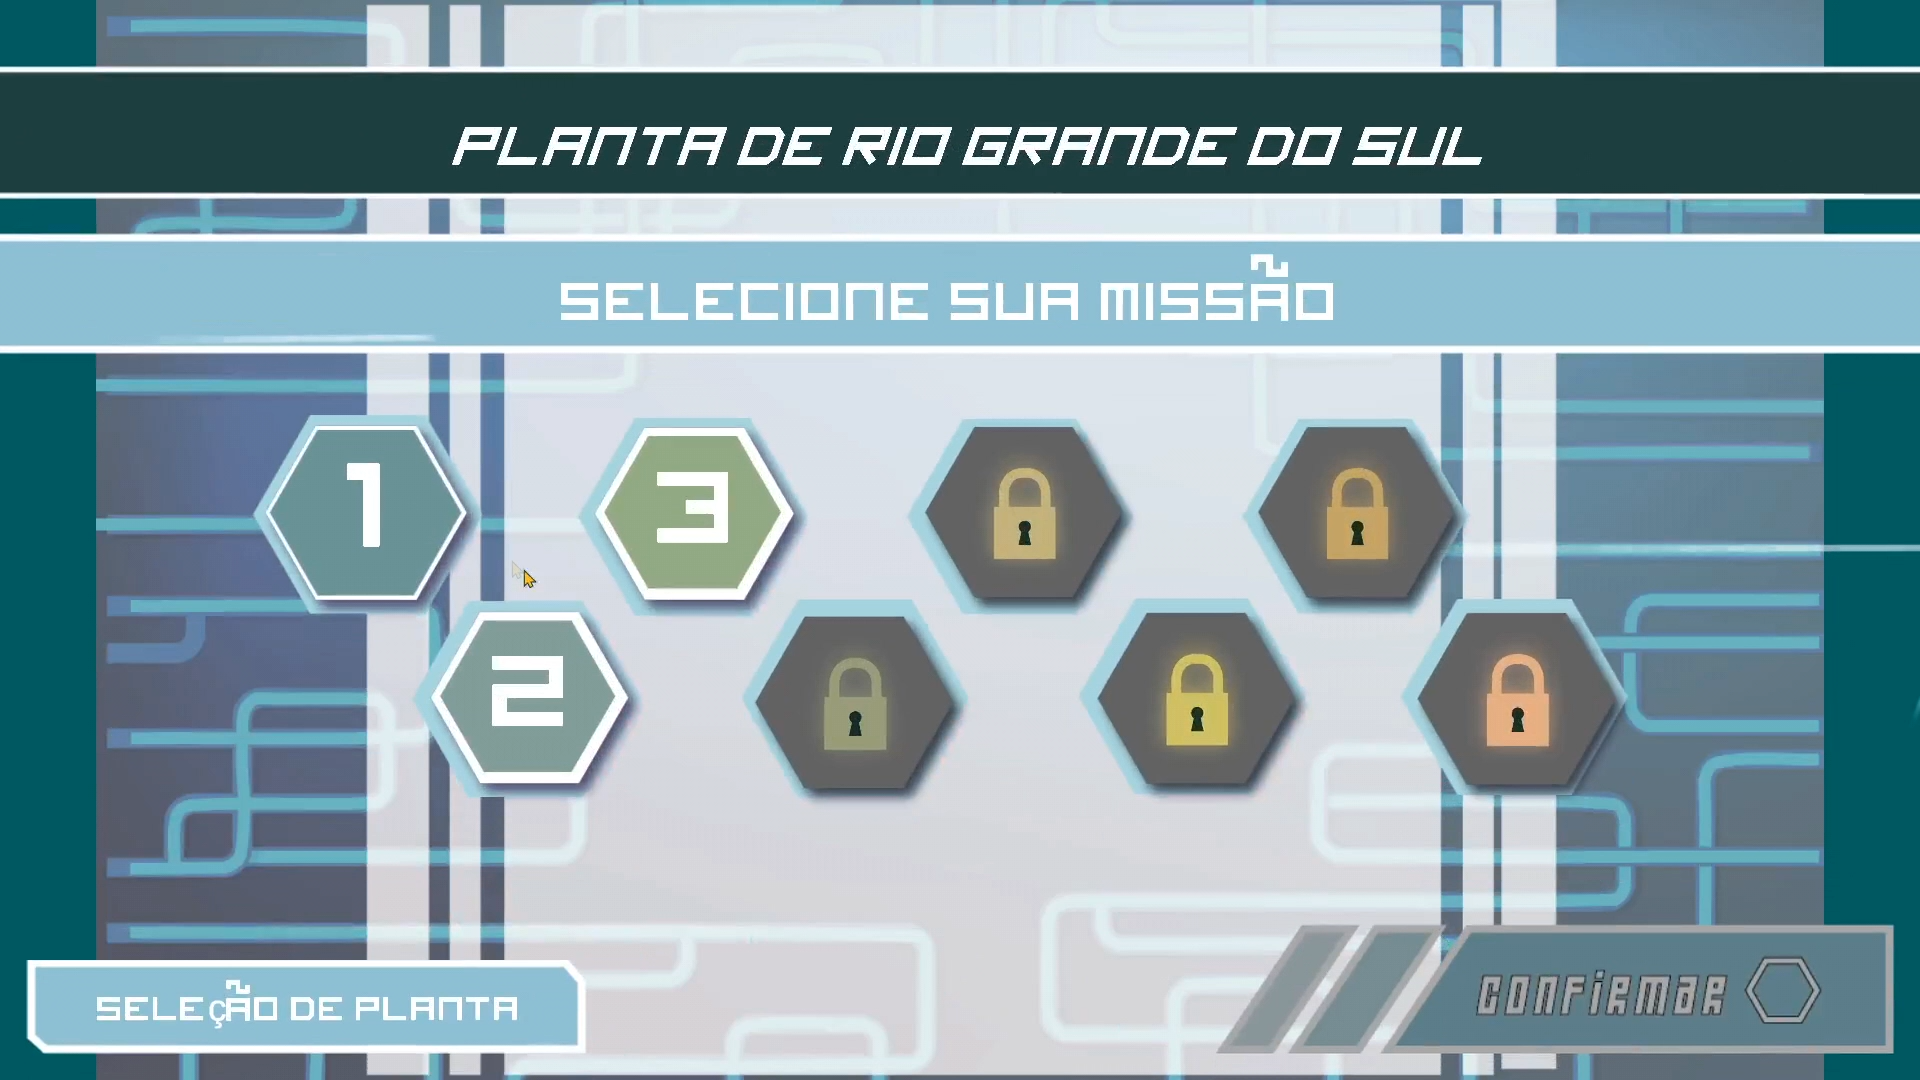 PLANTA DE RIO GRANDE DO SUL
SELECIONE SUA MISSÃO
1
3
2
SELEÇÃO DE PLANTA
CONFIRMAR